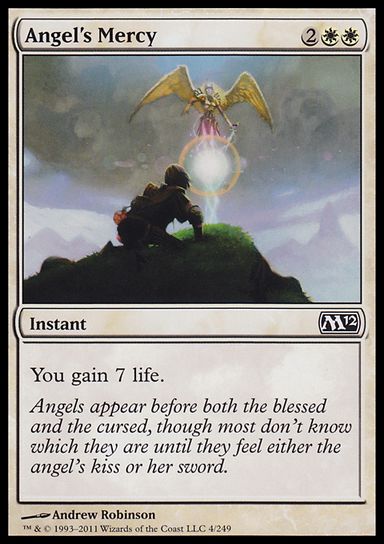 Angel's Mercy 2
Instant M12
You gain 7 life.
Angels appear before both the blessed
and the cursed, though most don't know
which they are until they feel either the
angel's kiss or her sword.
Andrew Robinson
™ & © 1993–2011 Wizards of the Coast LLC 4/249